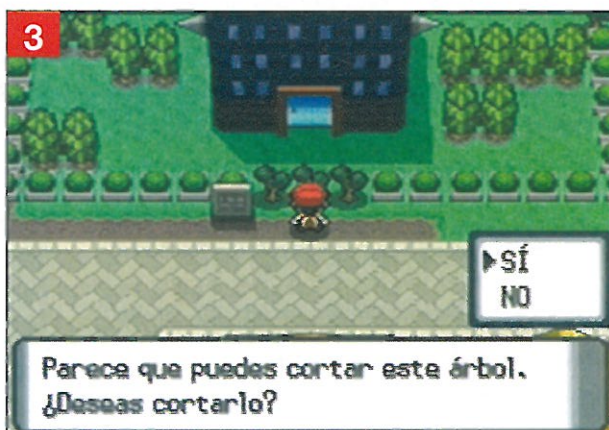 3
SÍ
NO
Parece que puedes cortar este árbol.
¿Deseas cortarlo?